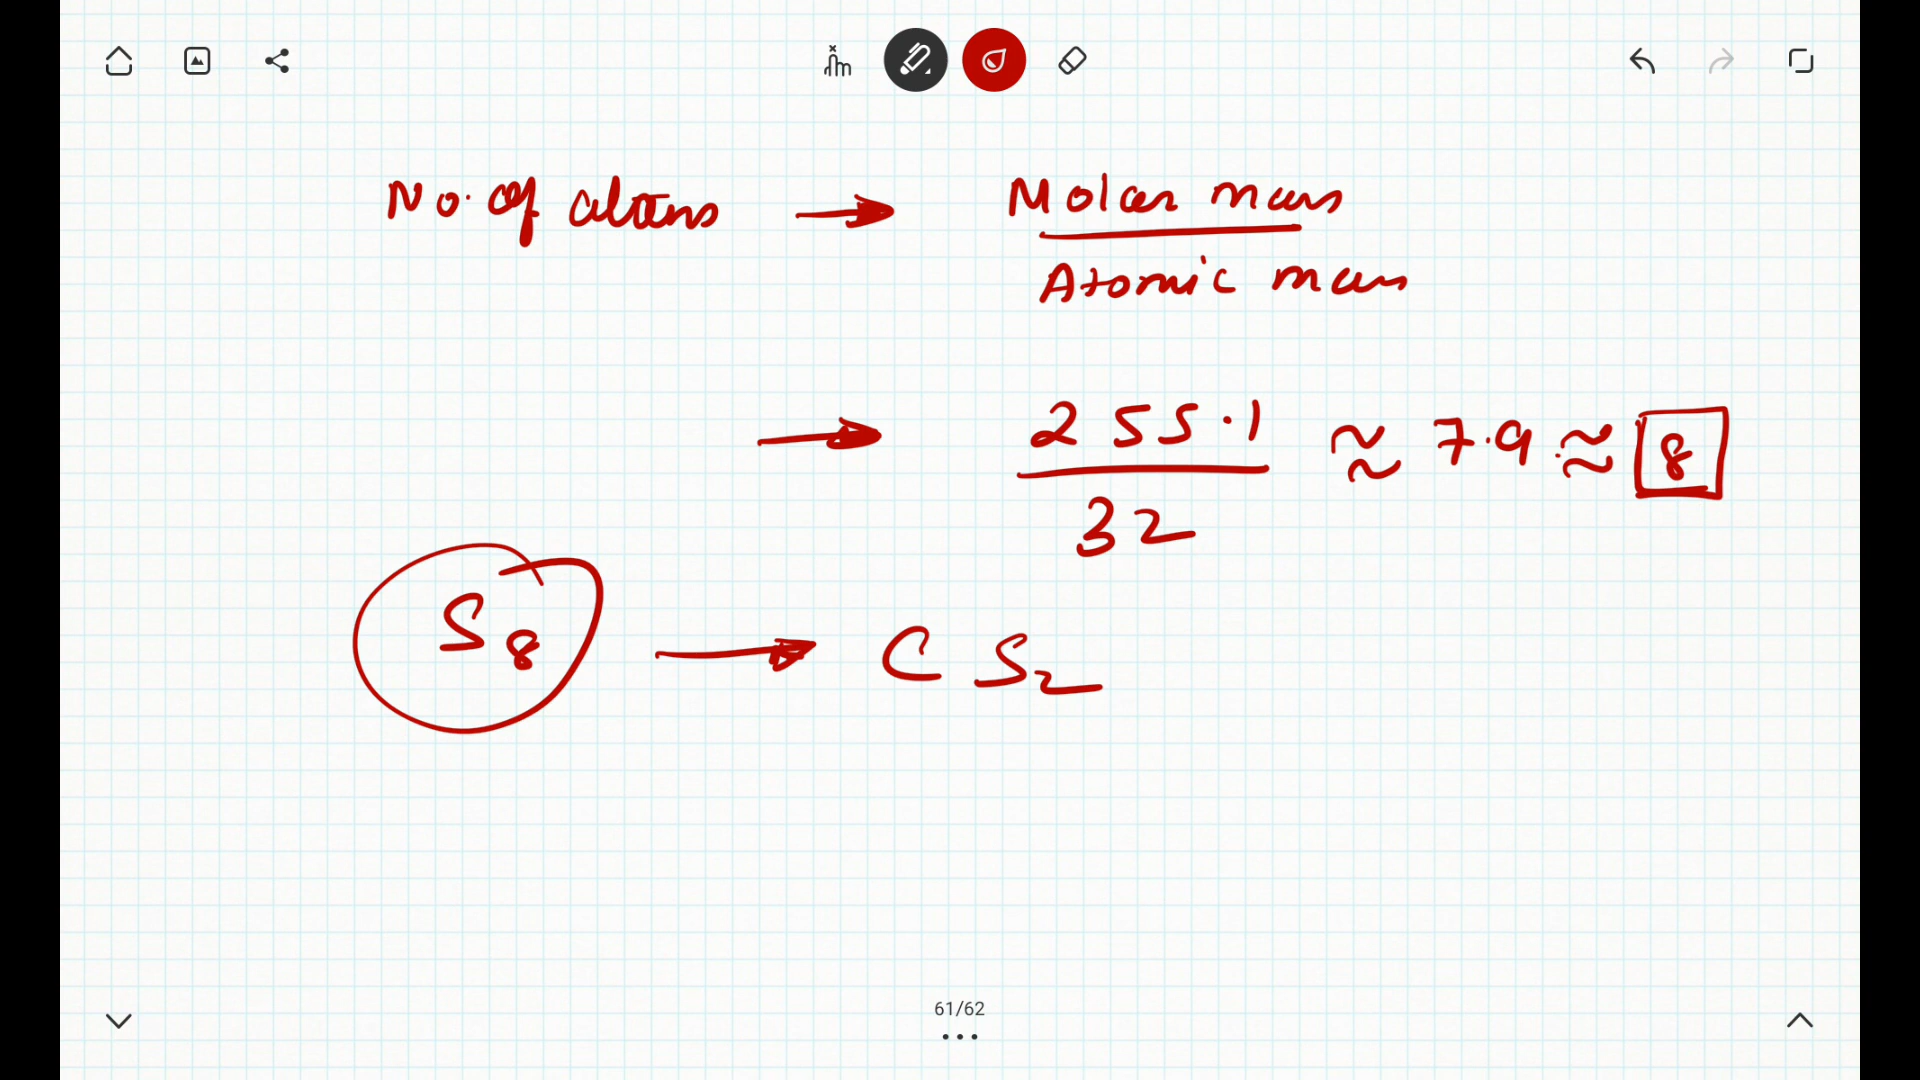 No. of atoms → Molar mass
Atomic mass
→ 255.1 ≈ 7.9 ≈ 8
32
S8 → CS2
61/62